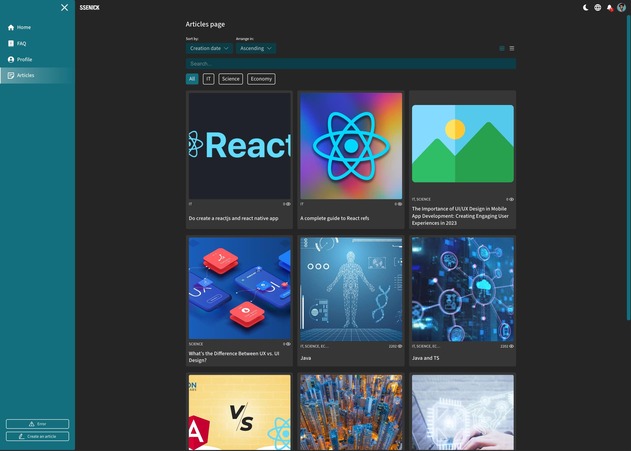 SSENICK
Home
FAQ
Profile
Articles
Error
Create an article
Articles page
Sort by:
Arrange in:
Creation date
Ascending
Search...
All
IT
Science
Economy
React
IT
0
Do create a reactjs and react native app
IT
0
A complete guide to React refs
IT, SCIENCE
0
The Importance of UI/UX Design in Mobile
App Development: Creating Engaging User
Experiences in 2023
UX
UI
SCIENCE
0
What's the Difference Between UX vs. UI
Design?
IT, SCIENCE, EC...
Java
IT, SCIENCE, EC...
Java and TS
ON
V/S